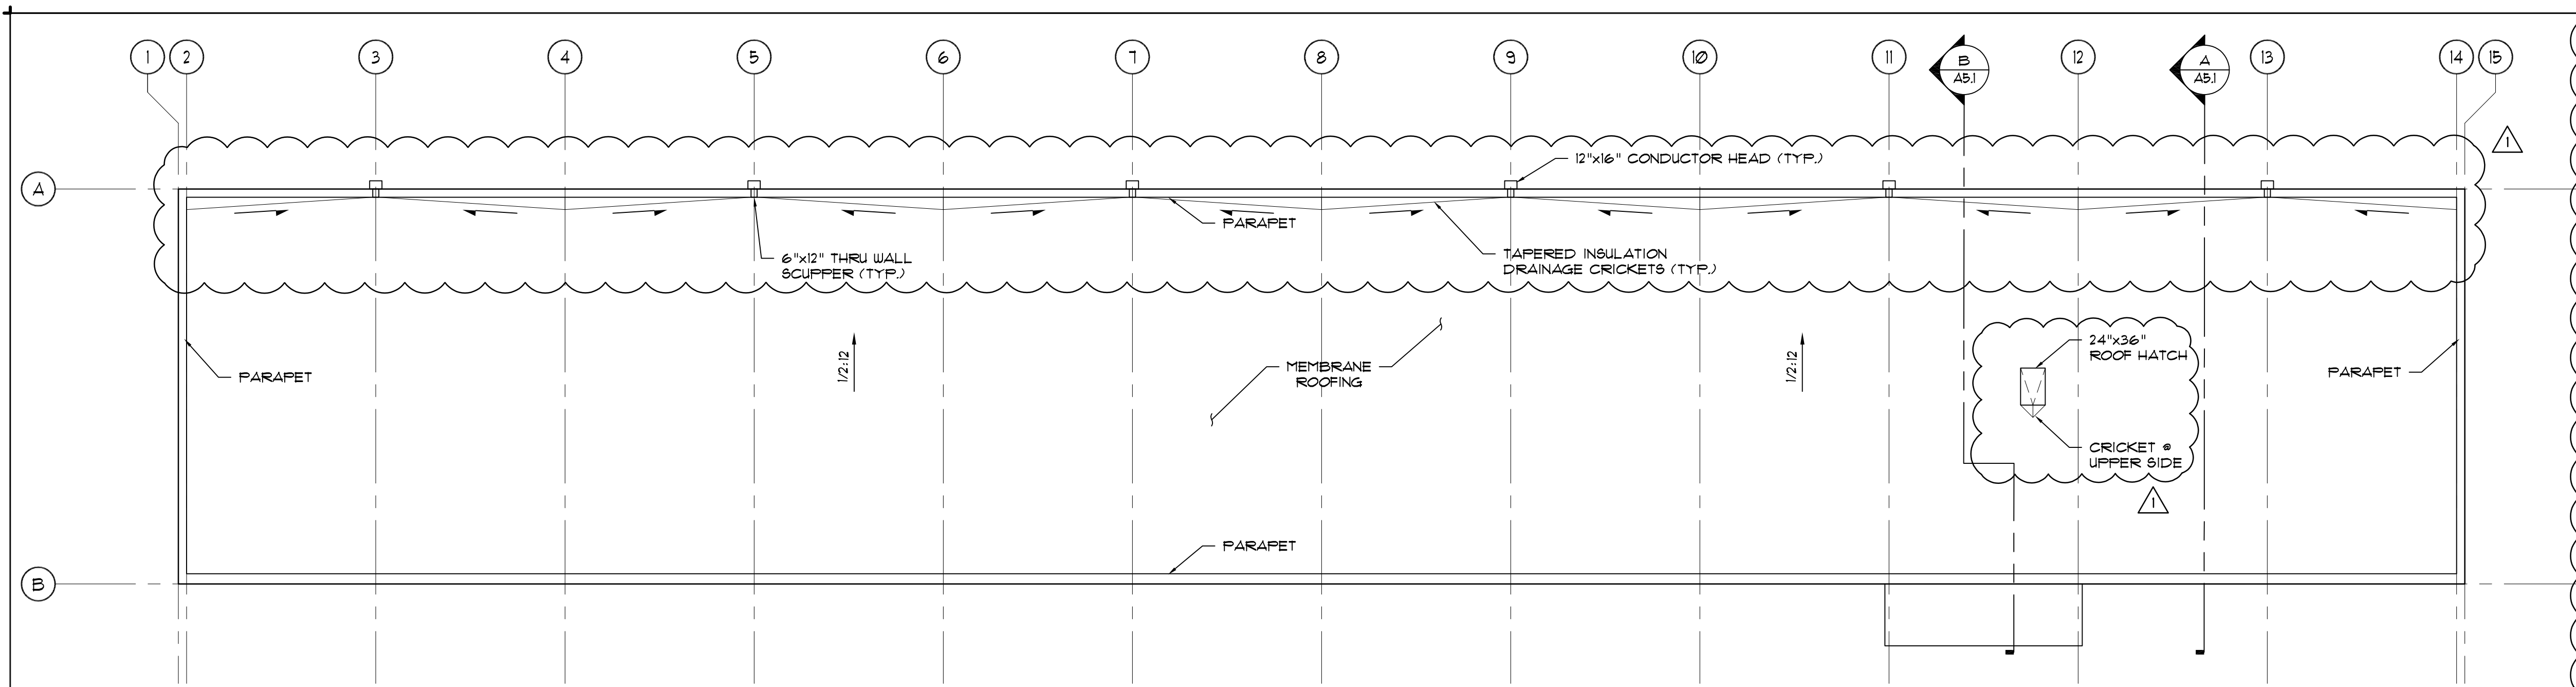 1 2 3 4 5 6 7 8 9 10 11 B 12 A 13 14 15
A5.1 A5.1
1
12"x16" CONDUCTOR HEAD (TYP.)
A
PARAPET
6"x12" THRU WALL
SCUPPER (TYP.)
TAPERED INSULATION
DRAINAGE CRICKETS (TYP.)
24"x36"
ROOF HATCH
1/2:12
MEMBRANE
ROOFING
1/2:12
PARAPET
PARAPET
CRICKET @
UPPER SIDE
1
PARAPET
B